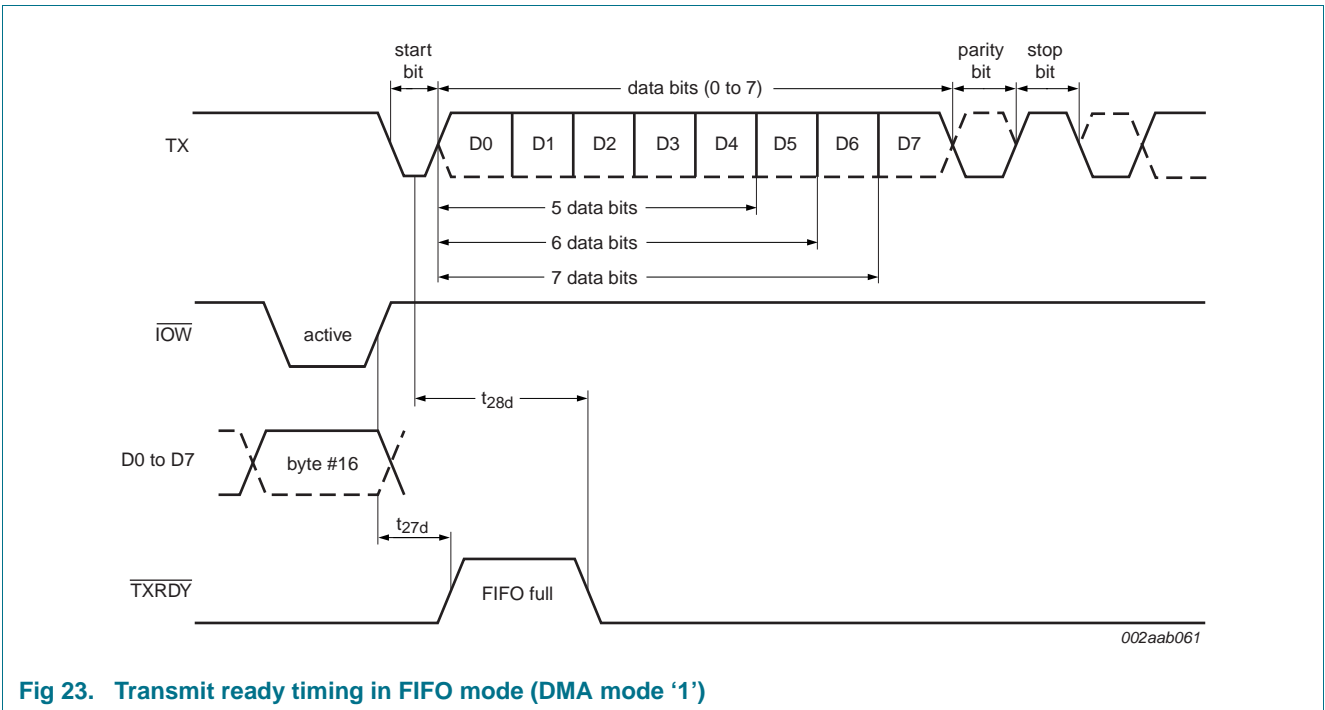 start
bit
data bits (0 to 7)
parity
bit
stop
bit
TX
D0 D1 D2 D3 D4 D5 D6 D7
5 data bits
6 data bits
7 data bits
IOW
active
t28d
D0 to D7
byte #16
t27d
TXRDY
FIFO full
002aab061
Fig 23. Transmit ready timing in FIFO mode (DMA mode ‘1’)